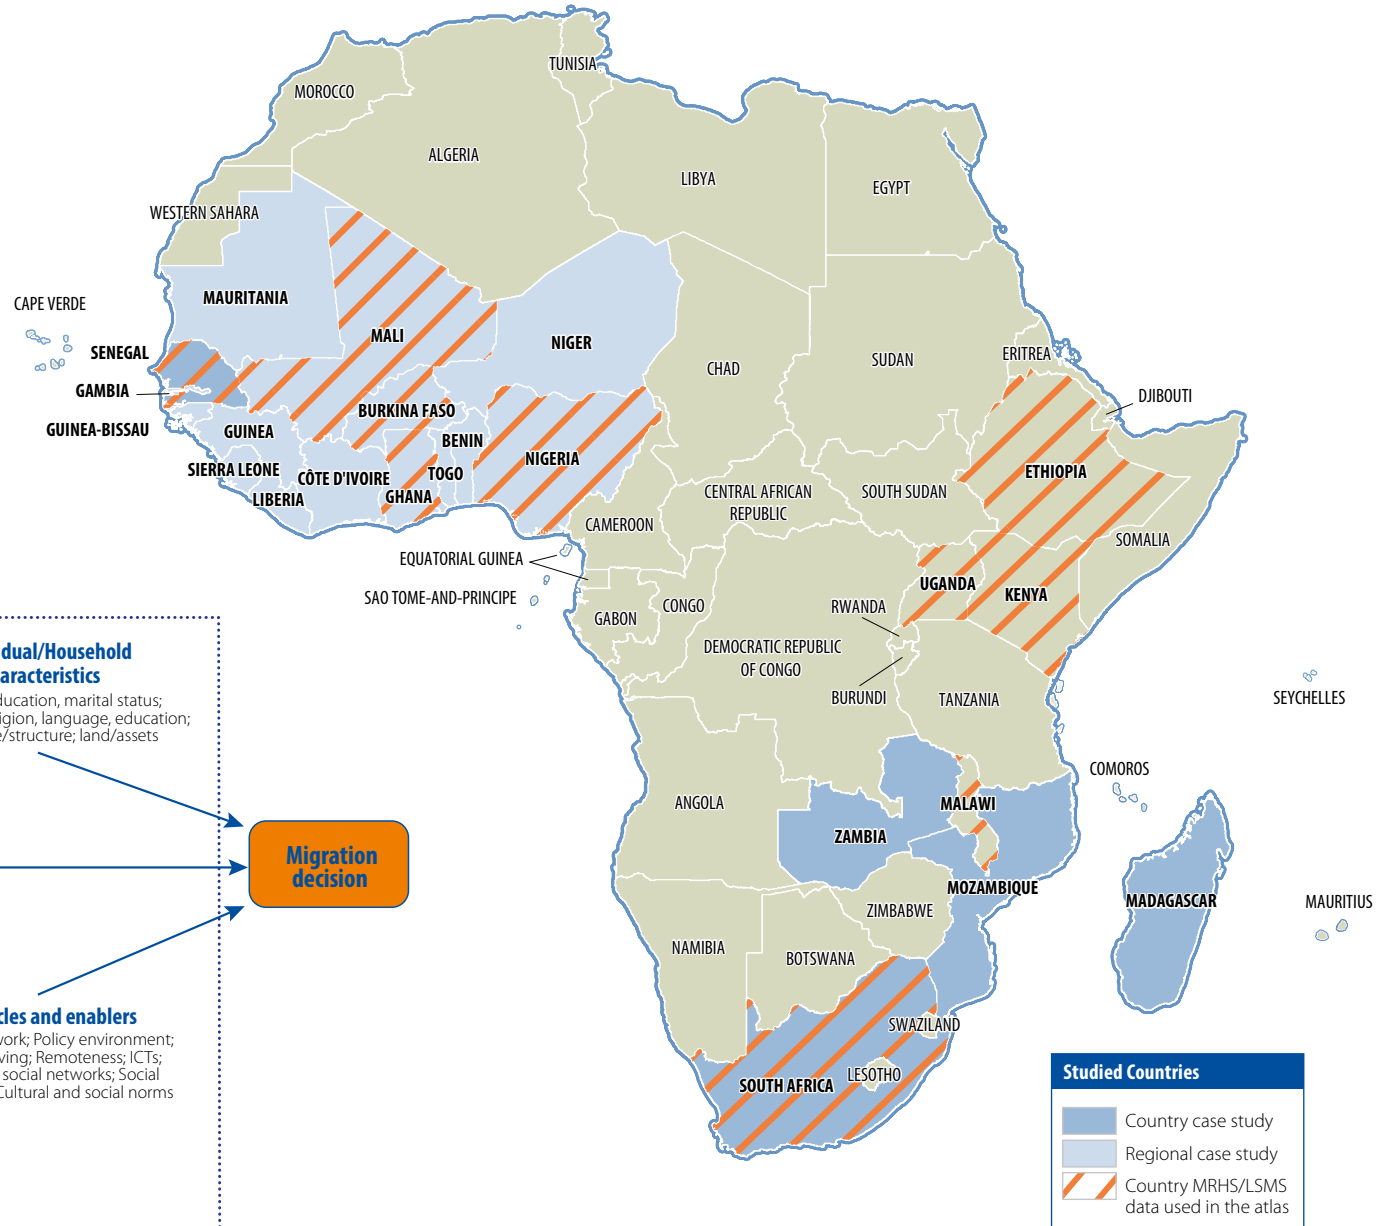 TUNISIA
MOROCCO
ALGERIA
LIBYA
EGYPT
WESTERN SAHARA
MAURITANIA
CAPE VERDE
MALI
NIGER
SENEGAL
CHAD
SUDAN
ERITREA
GAMBIA
DJIBOUTI
BURKINA FASO
GUINEA-BISSAU
GUINEA
BENIN
NIGERIA
SIERRA LEONE
CÔTE D'IVOIRE
TOGO
ETHIOPIA
LIBERIA
GHANA
CENTRAL AFRICAN
REPUBLIC
SOUTH SUDAN
CAMEROON
SOMALIA
EQUATORIAL GUINEA
UGANDA
KENYA
SAO TOME-AND-PRINCIPE
GABON
CONGO
RWANDA
DEMOCRATIC REPUBLIC
OF CONGO
BURUNDI
TANZANIA
SEYCHELLES
COMOROS
ANGOLA
MALAWI
ZAMBIA
MOZAMBIQUE
MADAGASCAR
MAURITIUS
ZIMBABWE
NAMIBIA
BOTSWANA
SWAZILAND
LESOTHO
SOUTH AFRICA
dual/Household
aracteristics
ducation, marital status;
igion, language, education;
e/structure; land/assets
Migration
decision
cles and enablers
work; Policy environment;
ving; Remoteness; ICTs;
social networks; Social
Cultural and social norms
Studied Countries
Country case study
Regional case study
Country MRHS/LSMS
data used in the atlas